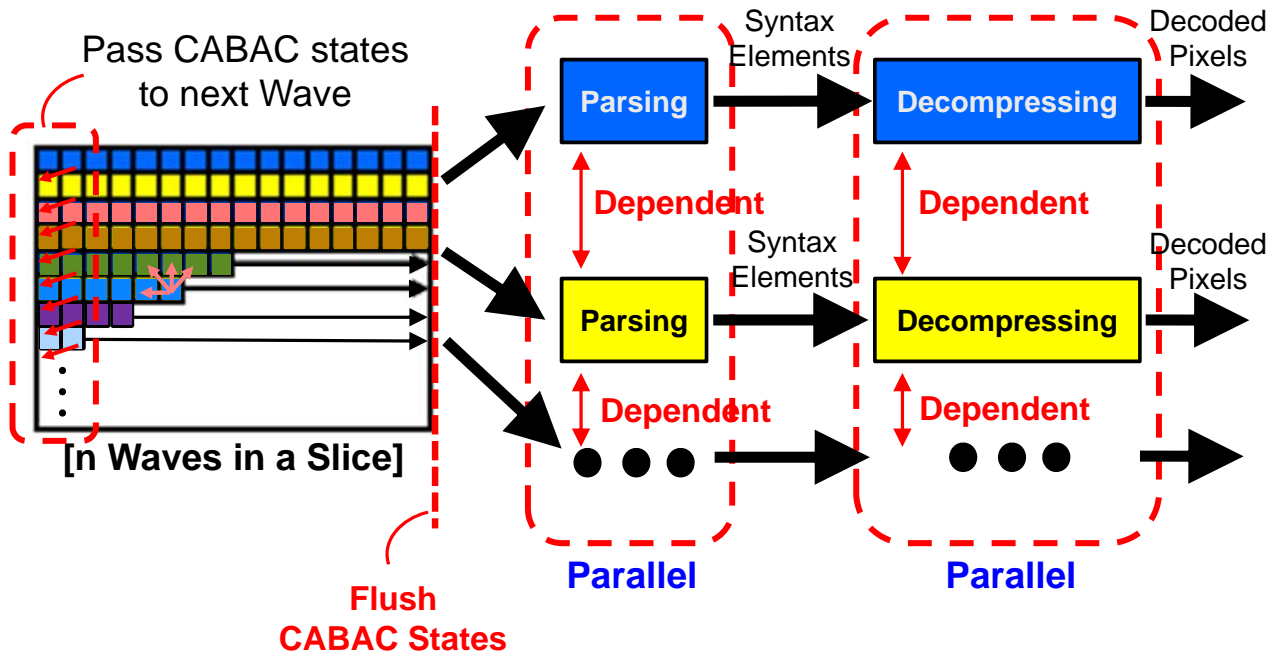 Pass CABAC states
to next Wave
[n Waves in a Slice]
Flush
CABAC States
Parsing
Syntax
Elements
Decompressing
Decoded
Pixels
Dependent
Dependent
Parsing
Syntax
Elements
Decompressing
Decoded
Pixels
Dependent
Dependent
Parallel
Parallel